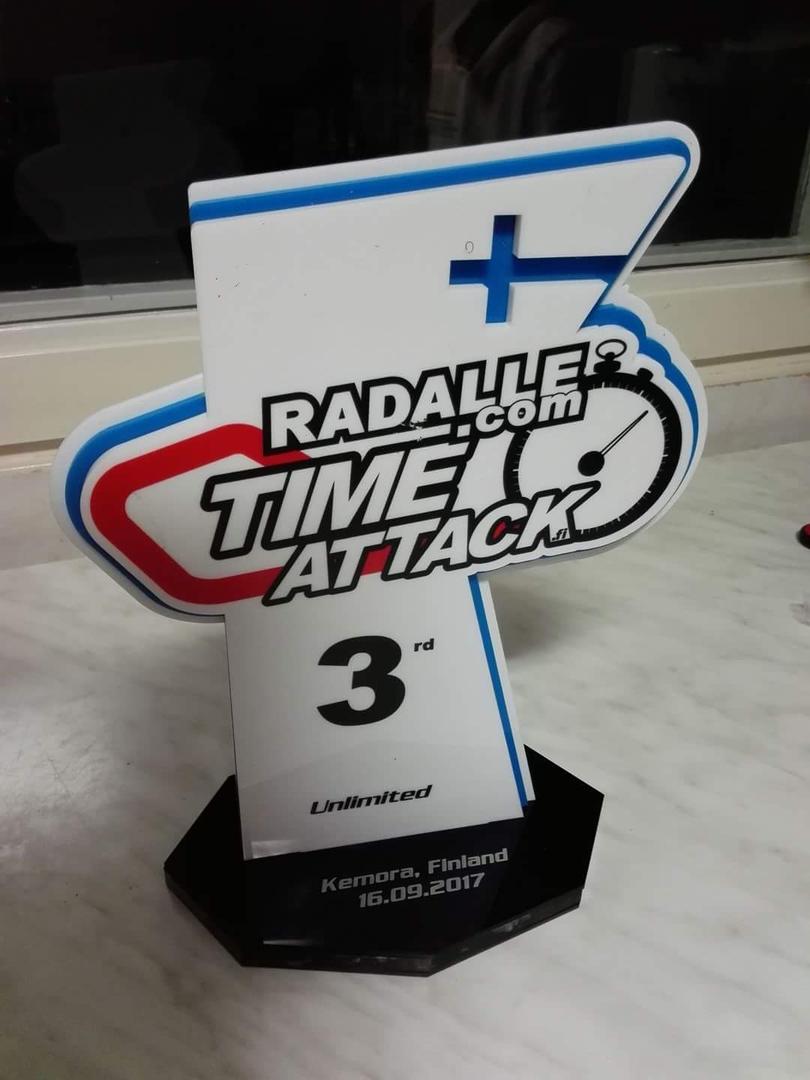 RADALLE
.com
TIME
ATTACK.fi
3rd
Unlimited
Kemora, Finland
16.09.2017